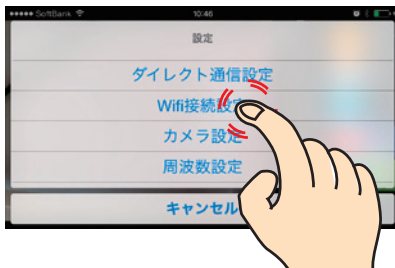 SoftBank 10:46
設定
ダイレクト通信設定
Wifi接続設定
カメラ設定
周波数設定
キャンセル